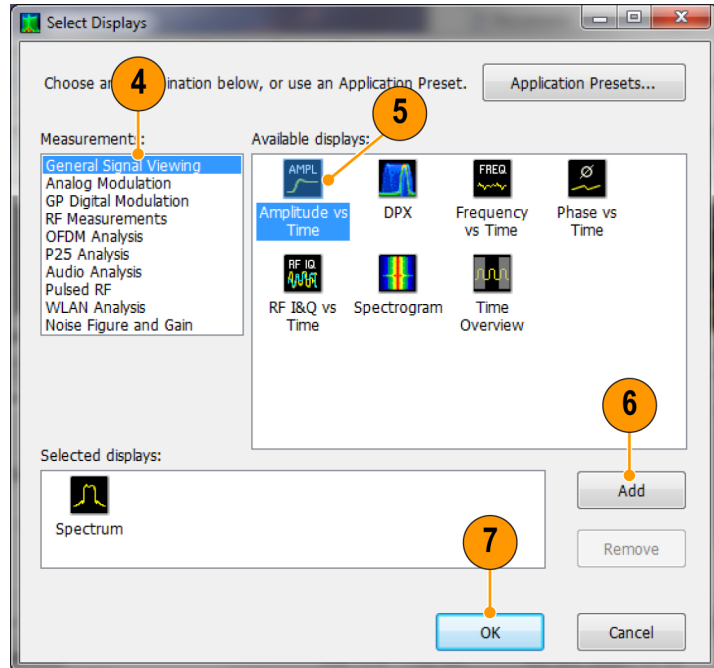 Select Displays
4
Choose an ination below, or use an Application Preset.
Application Presets...
5
Measurements:
Available displays:
General Signal Viewing
Analog Modulation
GP Digital Modulation
RF Measurements
OFDM Analysis
P25 Analysis
Audio Analysis
Pulsed RF
WLAN Analysis
Noise Figure and Gain
AMPL
FREQ
Ø
Amplitude vs Time
DPX
Frequency vs Time
Phase vs Time
RF IQ
RF I&Q vs Time
Spectrogram
Time Overview
6
Selected displays:
Add
Spectrum
7
Remove
OK
Cancel